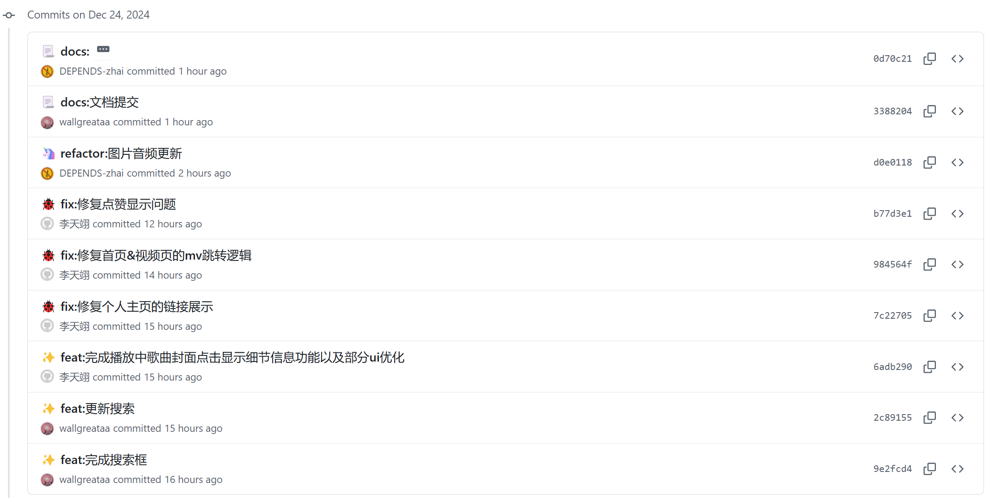 Commits on Dec 24, 2024
docs:
0d70c21
DEPENDS-zhai committed 1 hour ago
docs:文档提交
3388204
wallgreataa committed 1 hour ago
refactor:图片音频更新
d0e0118
DEPENDS-zhai committed 2 hours ago
fix:修复点赞显示问题
b77d3e1
李天翊 committed 12 hours ago
fix:修复首页&视频页的mv跳转逻辑
984564f
李天翊 committed 14 hours ago
fix:修复个人主页的链接展示
7c22705
李天翊 committed 15 hours ago
feat:完成播放中歌曲封面点击显示细节信息功能以及部分ui优化
6adb290
李天翊 committed 15 hours ago
feat:更新搜索
2c89155
wallgreataa committed 15 hours ago
feat:完成搜索框
9e2fcd4
wallgreataa committed 16 hours ago